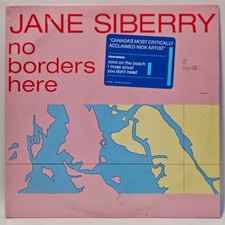 JANE SIBERRY
no
borders
here
"CANADA'S MOST CRITICALLY
ACCLAIMED NEW ARTIST"
mimi on the beach
i muse aloud
you don't need